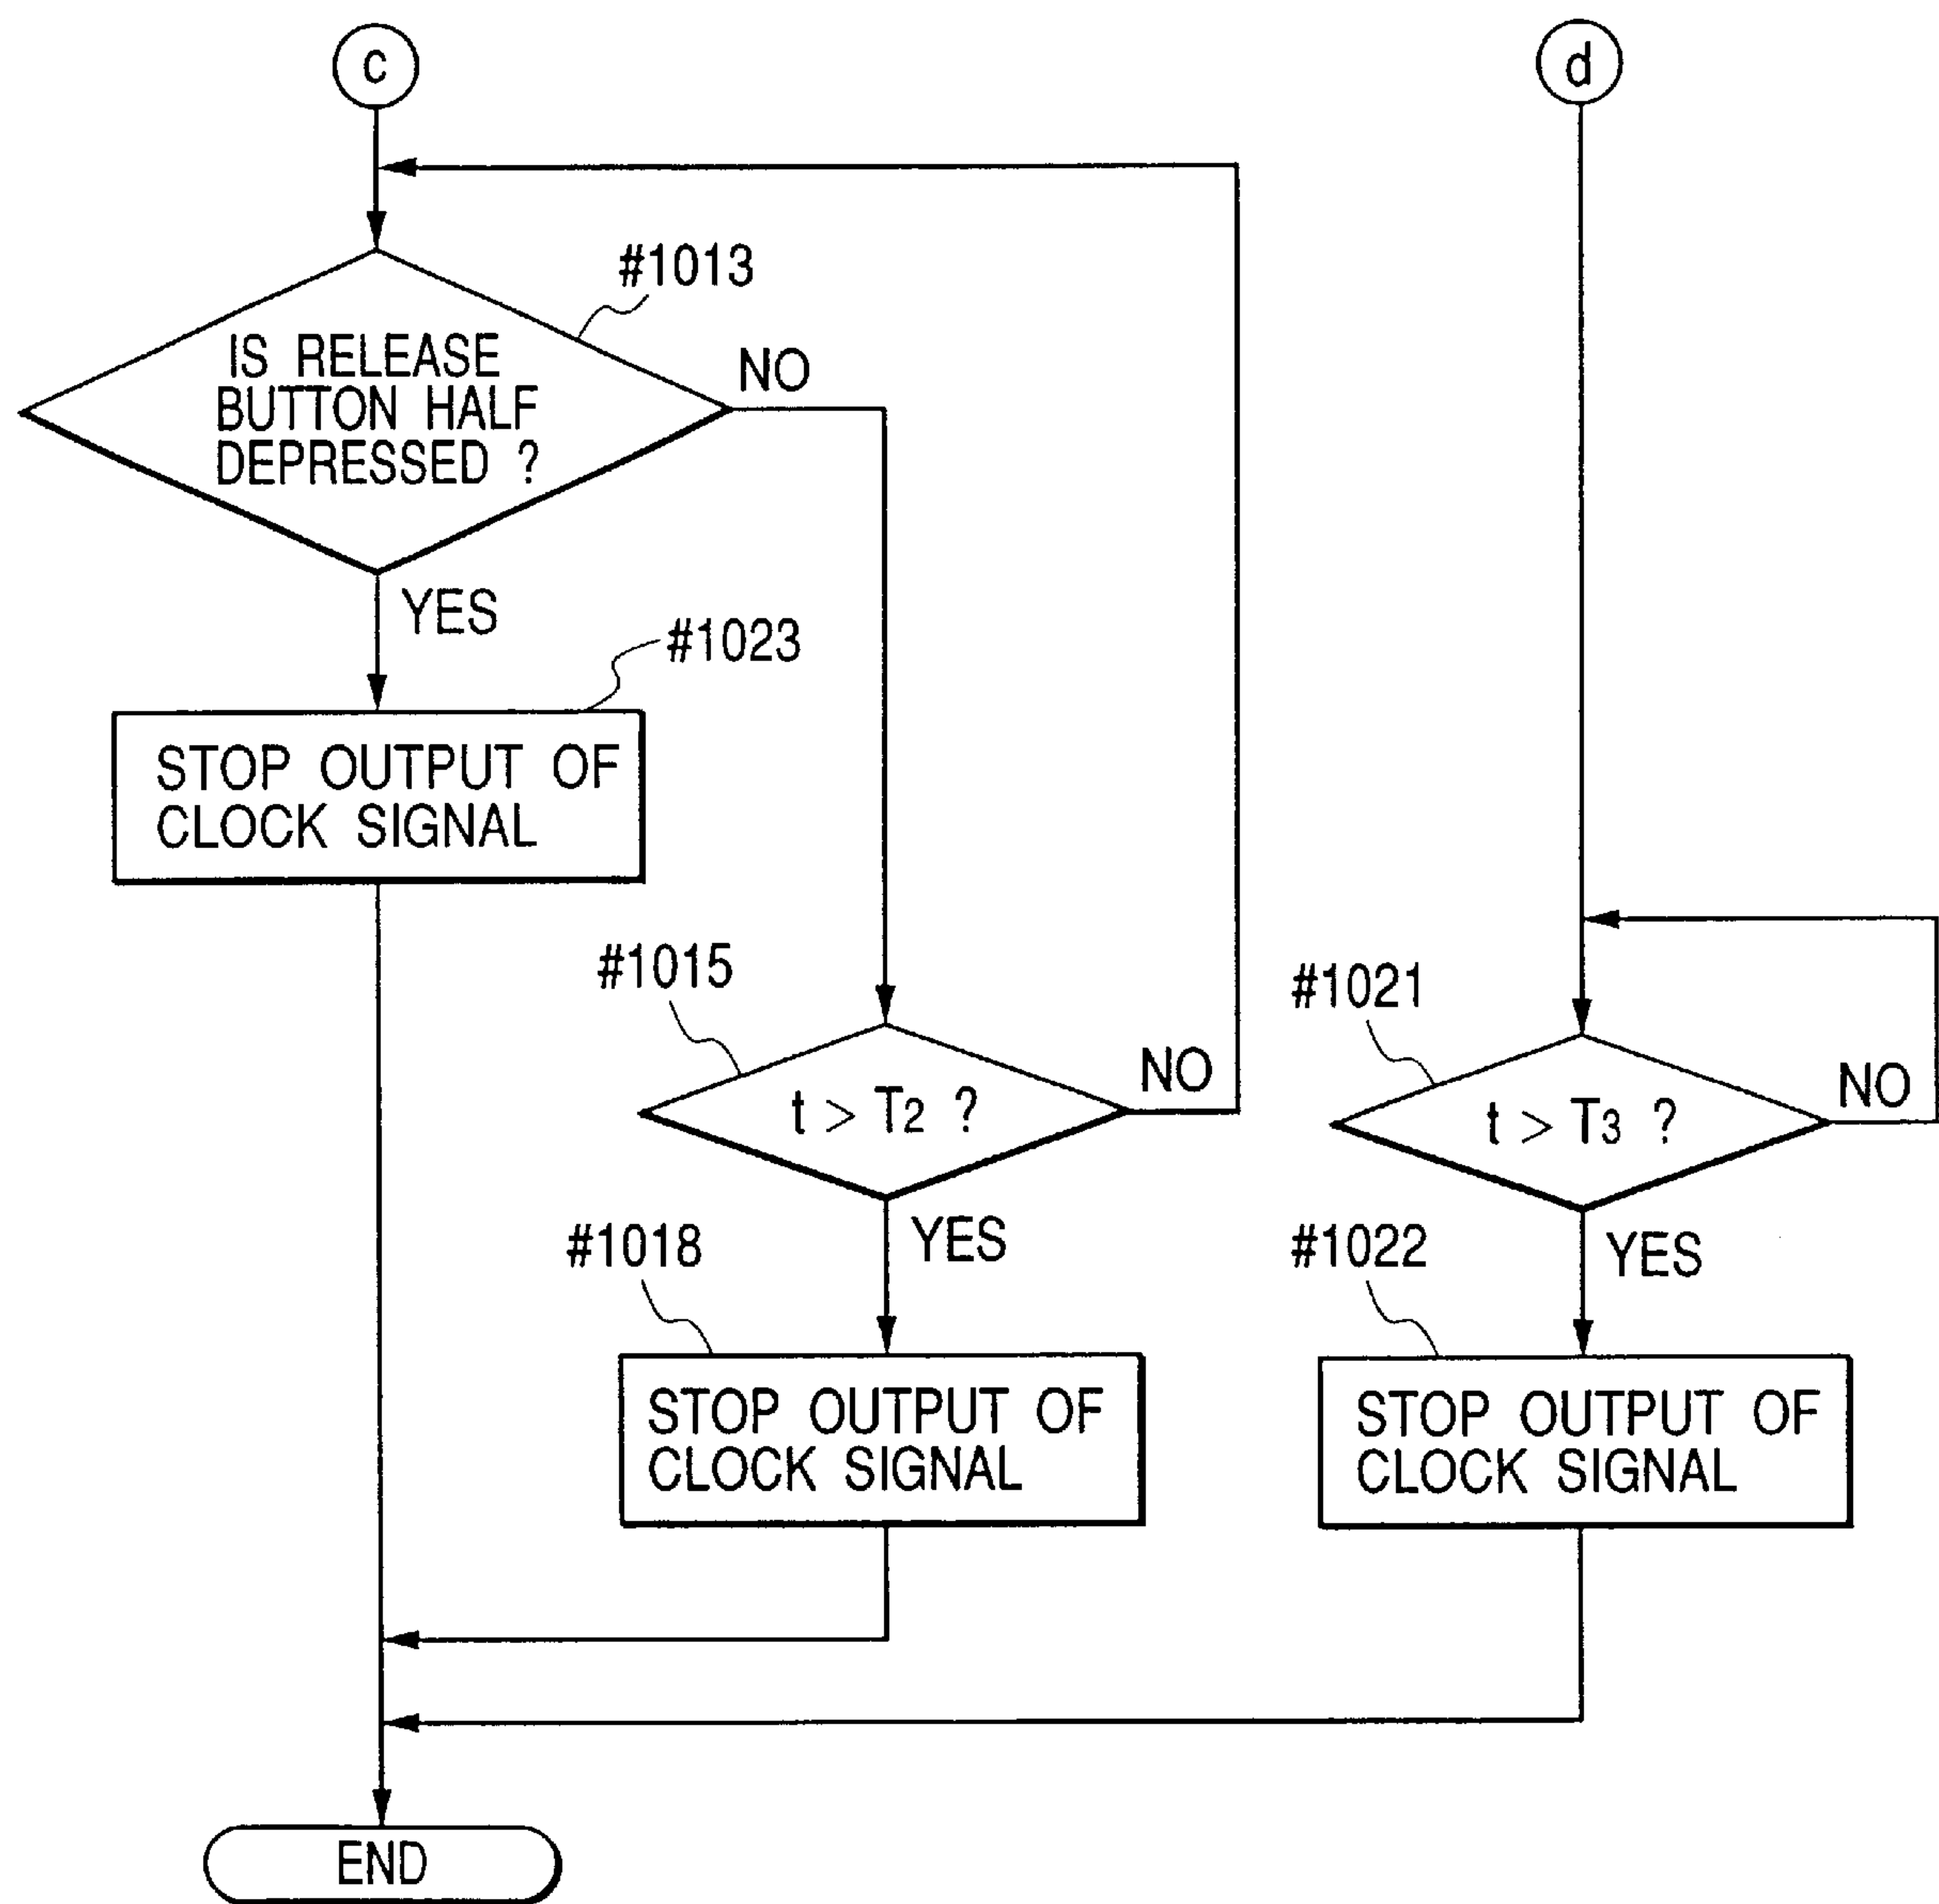 c
d
#1013
IS RELEASE
BUTTON HALF
DEPRESSED ?
NO
YES
#1023
STOP OUTPUT OF
CLOCK SIGNAL
#1015
t > T2 ?
NO
YES
#1021
t > T3 ?
NO
YES
#1018
STOP OUTPUT OF
CLOCK SIGNAL
#1022
STOP OUTPUT OF
CLOCK SIGNAL
END